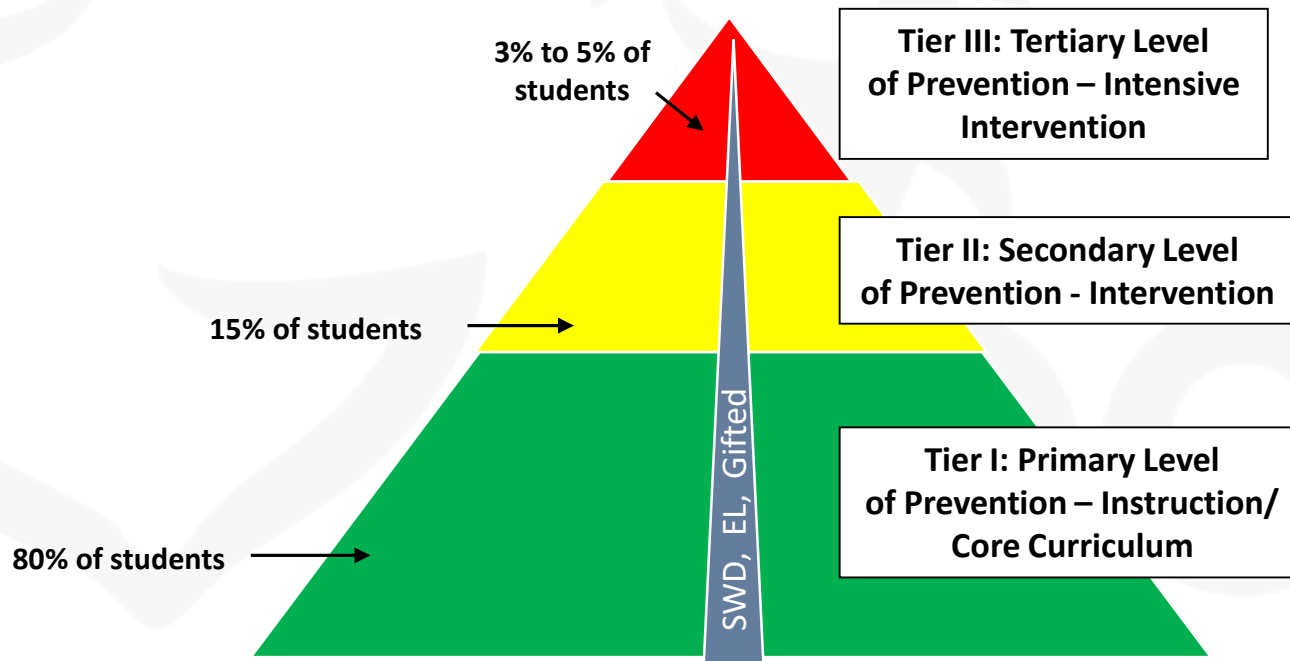 3% to 5% of
students
Tier III: Tertiary Level
of Prevention – Intensive
Intervention
Tier II: Secondary Level
of Prevention - Intervention
15% of students
SWD, EL, Gifted
Tier I: Primary Level
of Prevention – Instruction/
Core Curriculum
80% of students